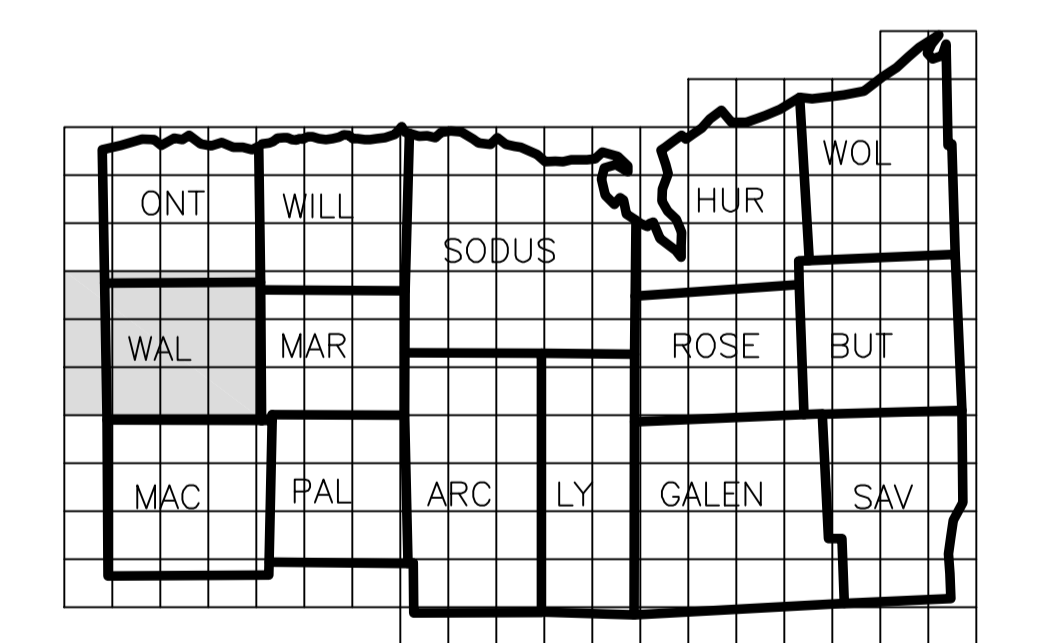 WOL
ONT
WILL
HUR
SODUS
WAL
MAR
ROSE
BUT
MAC
PAL
ARC
LY
GALEN
SAV